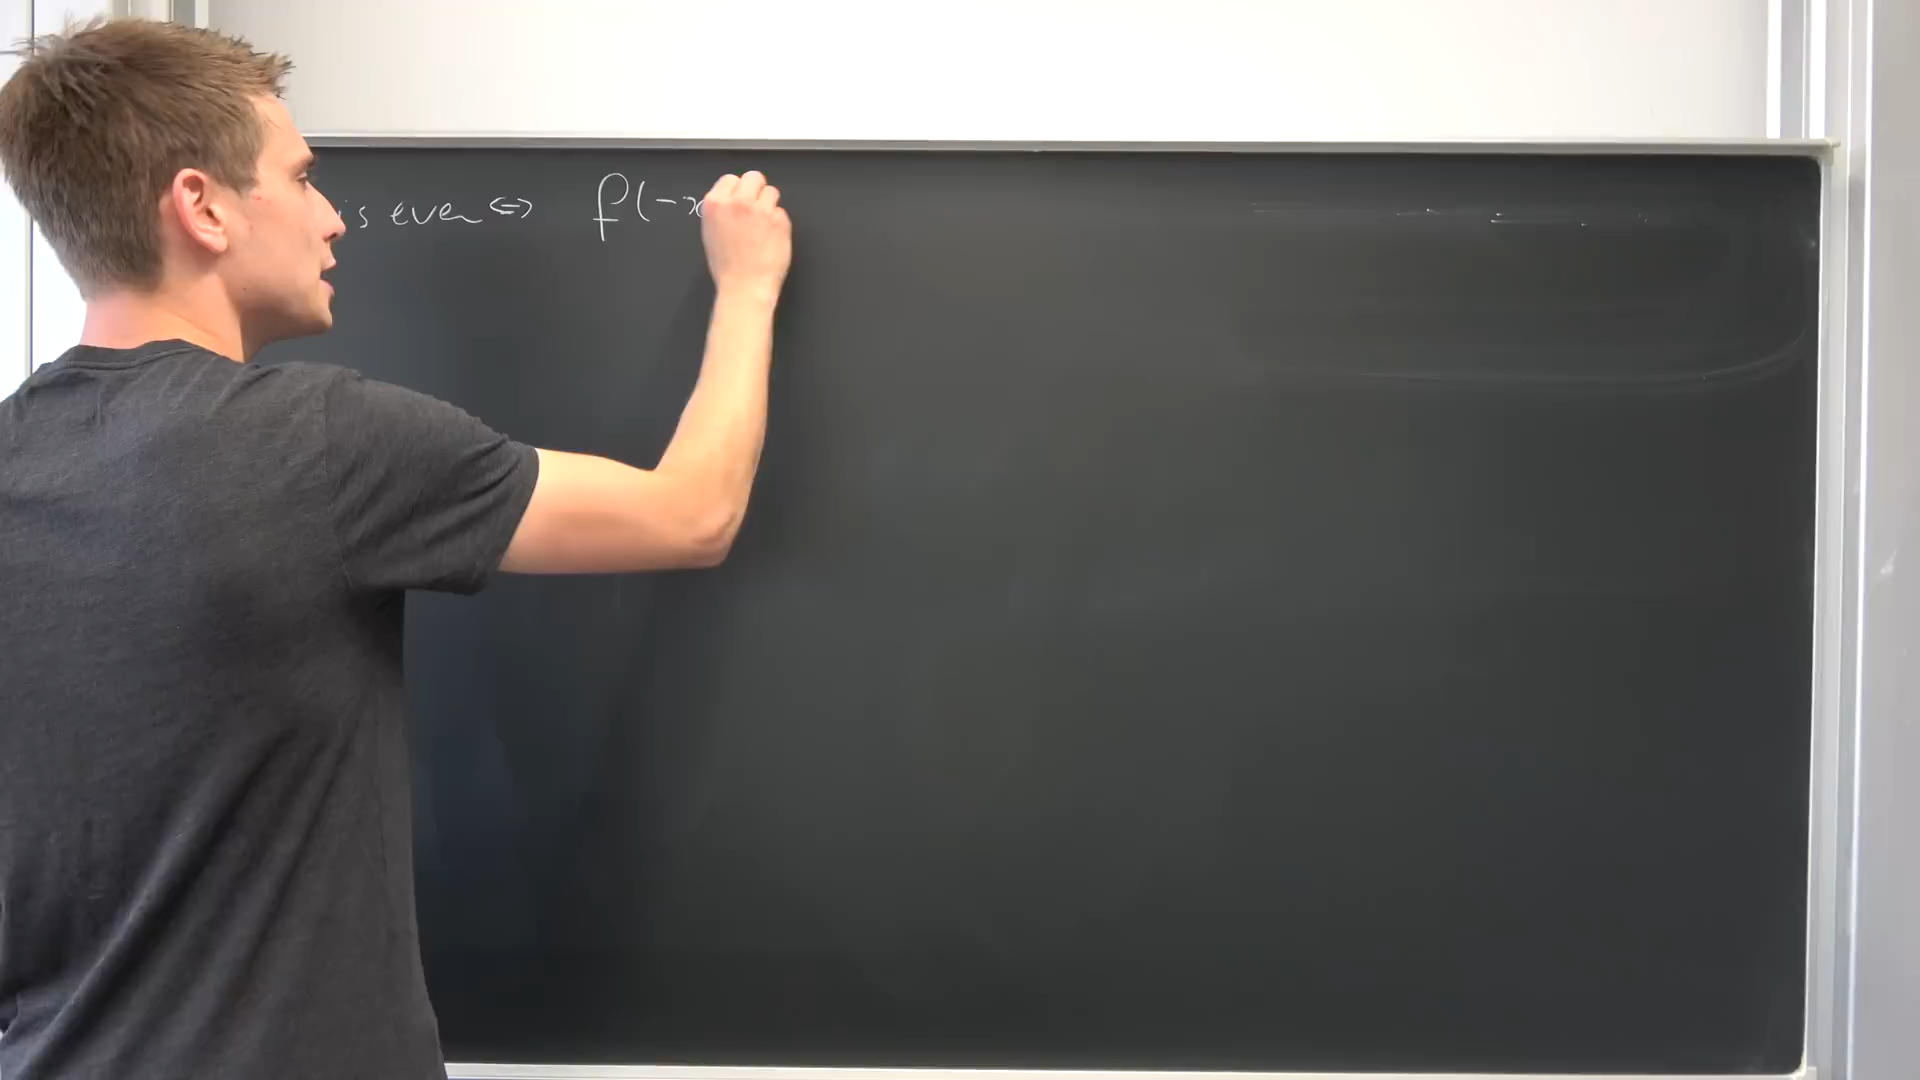 is even ⇔ f(-x